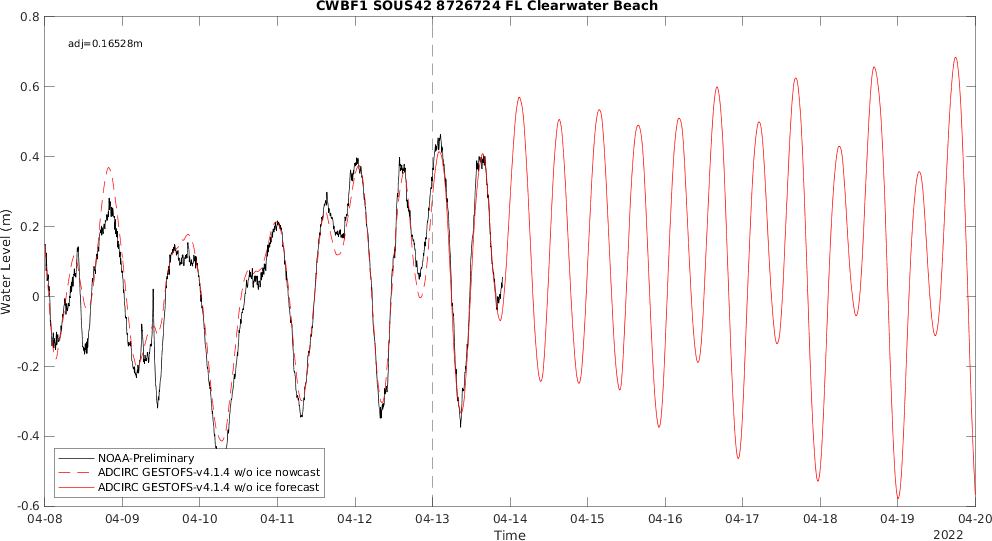 CWBF1 SOUS42 8726724 FL Clearwater Beach
adj=0.16528m
0.8
0.6
0.4
0.2
0
-0.2
-0.4
-0.6
Water Level (m)
NOAA-Preliminary
ADCIRC GESTOFS-v4.1.4 w/o ice nowcast
ADCIRC GESTOFS-v4.1.4 w/o ice forecast
04-08 04-09 04-10 04-11 04-12 04-13 04-14 04-15 04-16 04-17 04-18 04-19 04-20
Time
2022